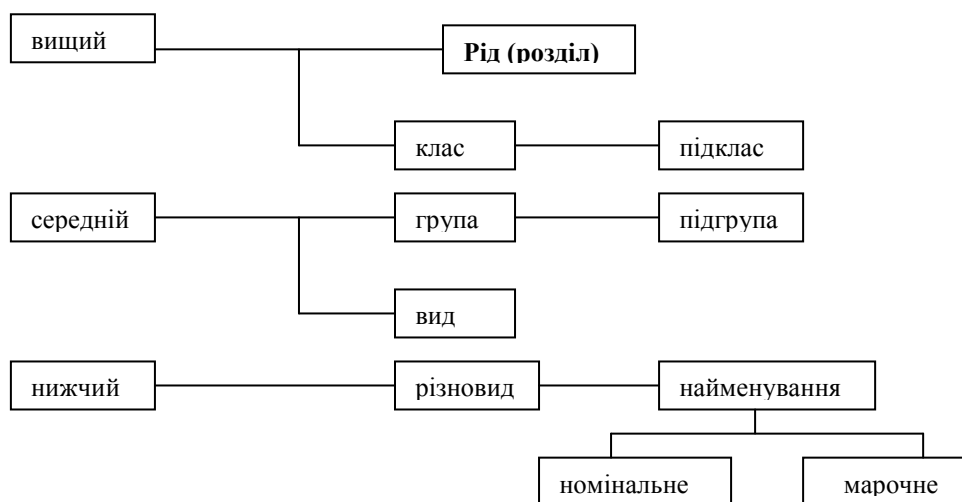 вищий
Рід (розділ)
клас
підклас
середній
група
підгрупа
вид
нижчий
різновид
найменування
номінальне
марочне